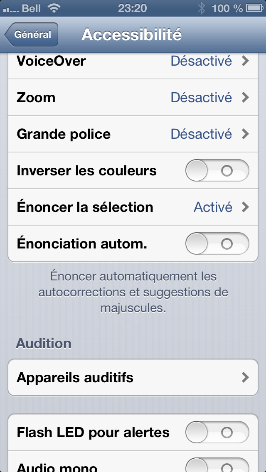 Bell 23:20 100 %
Général Accessibilité
VoiceOver Désactivé
Zoom Désactivé
Grande police Désactivé
Inverser les couleurs
Énoncer la sélection Activé
Énonciation autom.
Énoncer automatiquement les
autocorrections et suggestions de
majuscules.
Audition
Appareils auditifs
Flash LED pour alertes
Audio mono